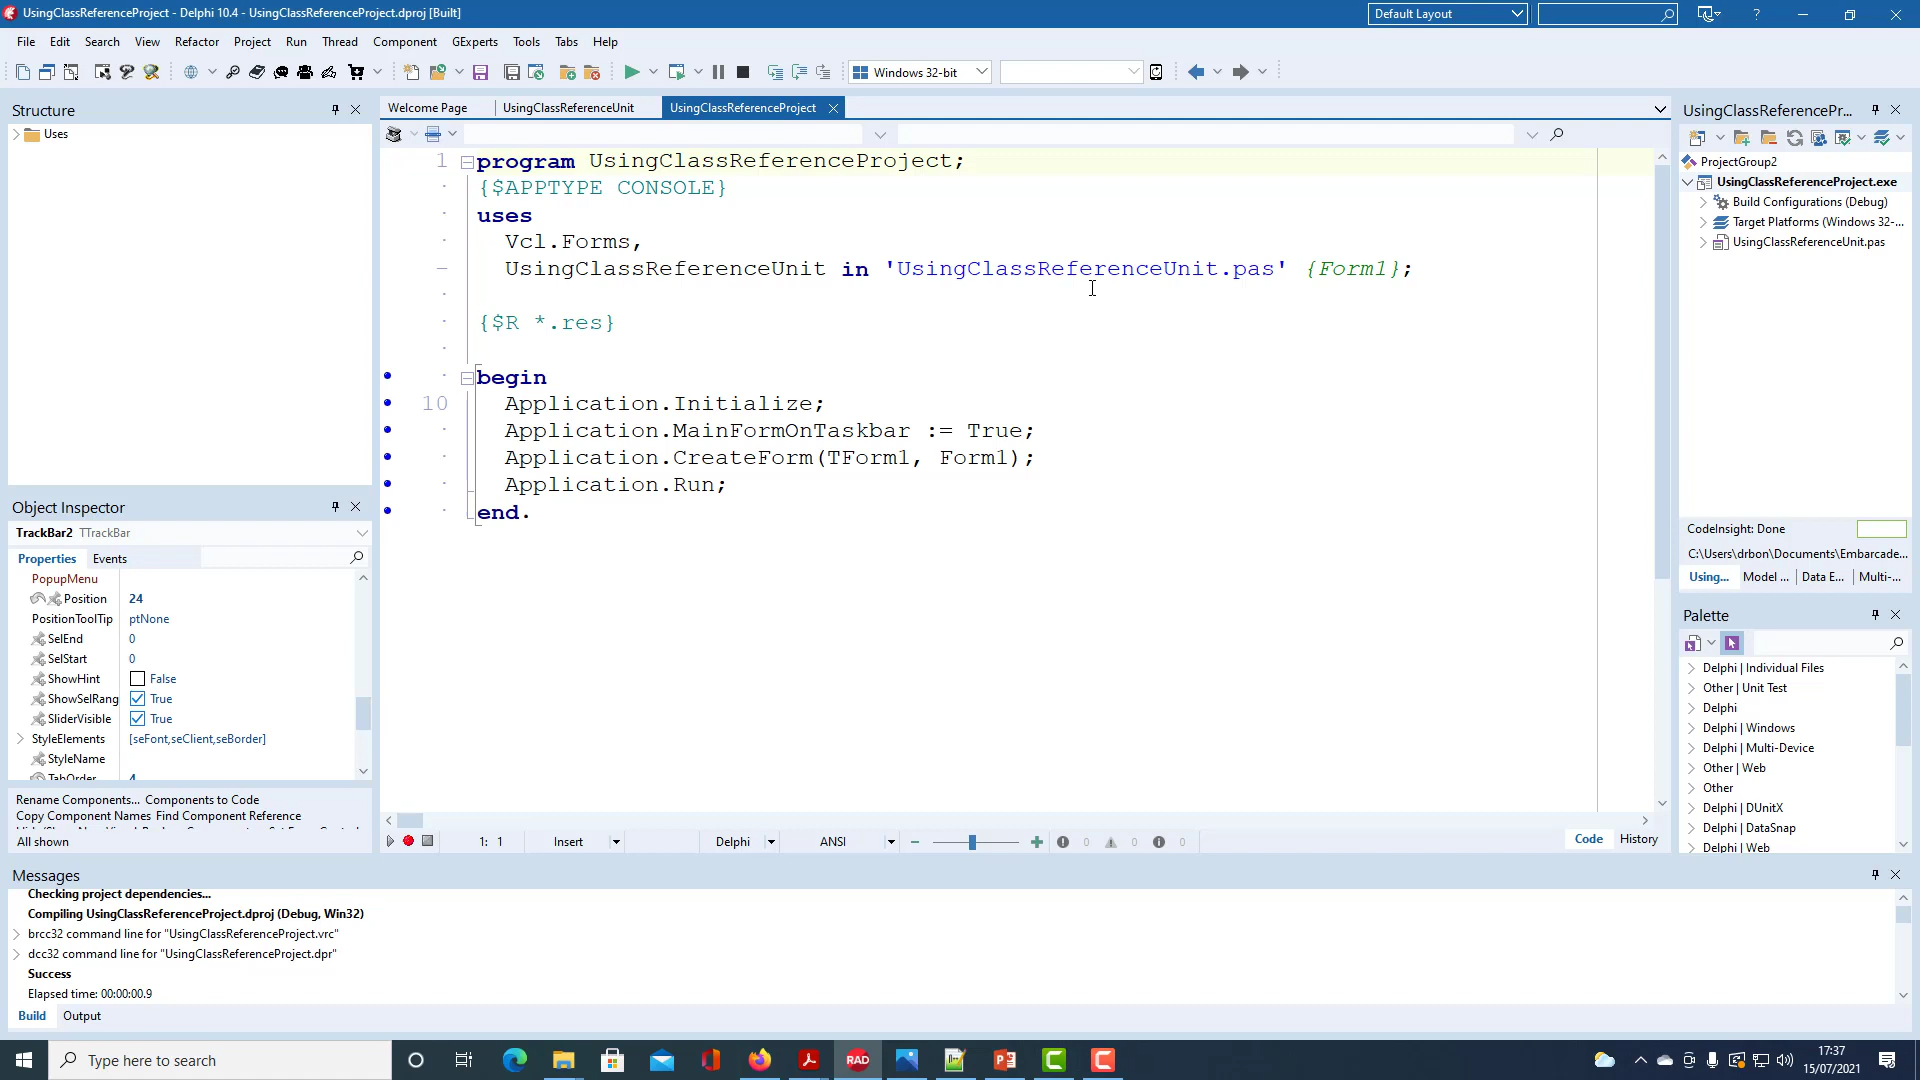 UsingClassReferenceProject - Delphi 10.4 - UsingClassReferenceProject.dproj [Built]
Default Layout
File Edit Search View Refactor Project Run Thread Component GExperts Tools Tabs Help
Windows 32-bit
Structure
Uses
Welcome Page UsingClassReferenceUnit UsingClassReferenceProject
1 program UsingClassReferenceProject;
{$APPTYPE CONSOLE}
uses
Vcl.Forms,
UsingClassReferenceUnit in 'UsingClassReferenceUnit.pas' {Form1};
{$R *.res}
begin
10 Application.Initialize;
Application.MainFormOnTaskbar := True;
Application.CreateForm(TForm1, Form1);
Application.Run;
end.
UsingClassReferencePr...
ProjectGroup2
UsingClassReferenceProject.exe
Build Configurations (Debug)
Target Platforms (Windows 32-...
UsingClassReferenceUnit.pas
CodeInsight: Done
C:\Users\drbon\Documents\Embarcade...
Using... Model ... Data E... Multi-...
Object Inspector
TrackBar2 TTrackBar
Properties Events
PopupMenu
Position 24
PositionToolTip ptNone
SelEnd 0
SelStart 0
ShowHint False
ShowSelRang True
SliderVisible True
StyleElements [seFont,seClient,seBorder]
StyleName
TabOrder 4
Rename Components... Components to Code
Copy Component Names Find Component Reference
All shown
Palette
Delphi | Individual Files
Other | Unit Test
Delphi
Delphi | Windows
Delphi | Multi-Device
Other | Web
Other
Delphi | DUnitX
Delphi | DataSnap
Delphi | Web
1: 1 Insert Delphi ANSI 0 0 0 Code History
Messages
Checking project dependencies...
Compiling UsingClassReferenceProject.dproj (Debug, Win32)
brcc32 command line for "UsingClassReferenceProject.vrc"
dcc32 command line for "UsingClassReferenceProject.dpr"
Success
Elapsed time: 00:00:00.9
Build Output
Type here to search
RAD
17:37
15/07/2021